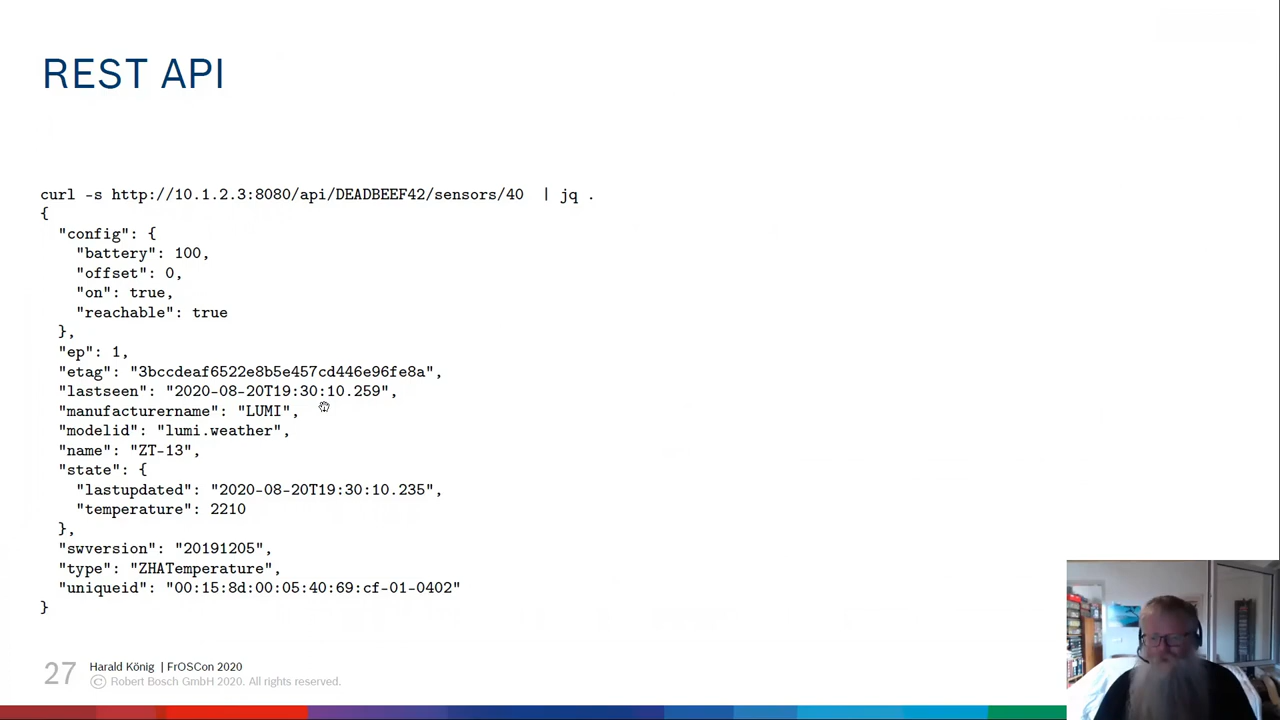 REST API
curl -s http://10.1.2.3:8080/api/DEADBEEF42/sensors/40 | jq .
{
"config": {
"battery": 100,
"offset": 0,
"on": true,
"reachable": true
},
"ep": 1,
"etag": "3bccdeaf6522e8b5e457cd446e96fe8a",
"lastseen": "2020-08-20T19:30:10.259",
"manufacturername": "LUMI",
"modelid": "lumi.weather",
"name": "ZT-13",
"state": {
"lastupdated": "2020-08-20T19:30:10.235",
"temperature": 2210
},
"swversion": "20191205",
"type": "ZHATemperature",
"uniqueid": "00:15:8d:00:05:40:69:cf-01-0402"
}
27 Harald König | FrOSCon 2020
© Robert Bosch GmbH 2020. All rights reserved.